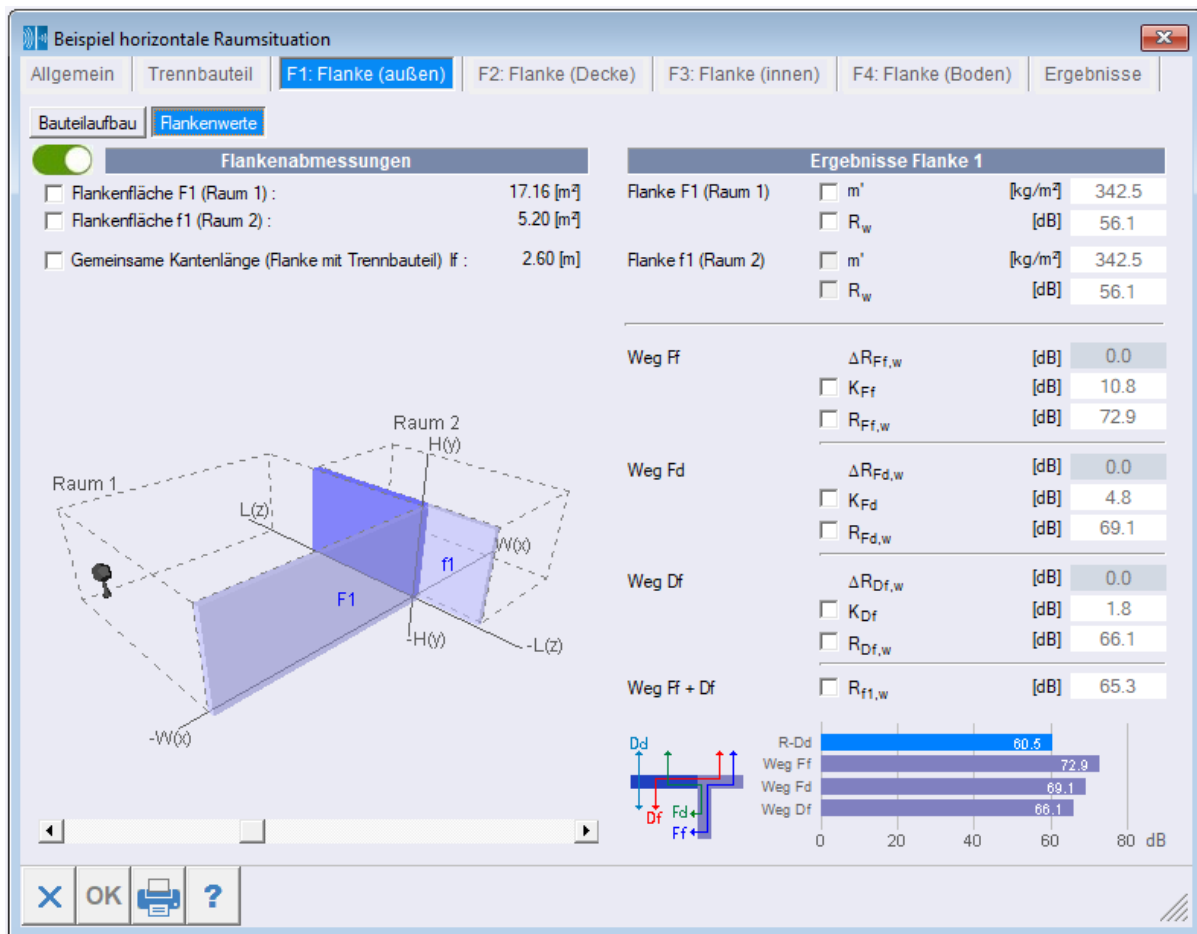 Beispiel horizontale Raumsituation
Allgemein Trennbauteil F1: Flanke (außen) F2: Flanke (Decke) F3: Flanke (innen) F4: Flanke (Boden) Ergebnisse
Bauteilaufbau Flankenwerte
Flankenabmessungen
Flankenfläche F1 (Raum 1) : 17.16 [m²]
Flankenfläche f1 (Raum 2) : 5.20 [m²]
Gemeinsame Kantenlänge (Flanke mit Trennbauteil) lf : 2.60 [m]
Raum 2
H(y)
Raum 1
L(z)
W(x)
f1
F1
-H(y)
-L(z)
-W(x)
Ergebnisse Flanke 1
Flanke F1 (Raum 1) m' [kg/m²] 342.5
Rw [dB] 56.1
Flanke f1 (Raum 2) m' [kg/m²] 342.5
Rw [dB] 56.1
Weg Ff ΔRFf,w [dB] 0.0
KFf [dB] 10.8
RFf,w [dB] 72.9
Weg Fd ΔRFd,w [dB] 0.0
KFd [dB] 4.8
RFd,w [dB] 69.1
Weg Df ΔRDf,w [dB] 0.0
KDf [dB] 1.8
RDf,w [dB] 66.1
Weg Ff + Df Rf1,w [dB] 65.3
Dd
Df Fd
Ff
R-Dd 60.5
Weg Ff 72.9
Weg Fd 69.1
Weg Df 66.1
0 20 40 60 80 dB
OK ?